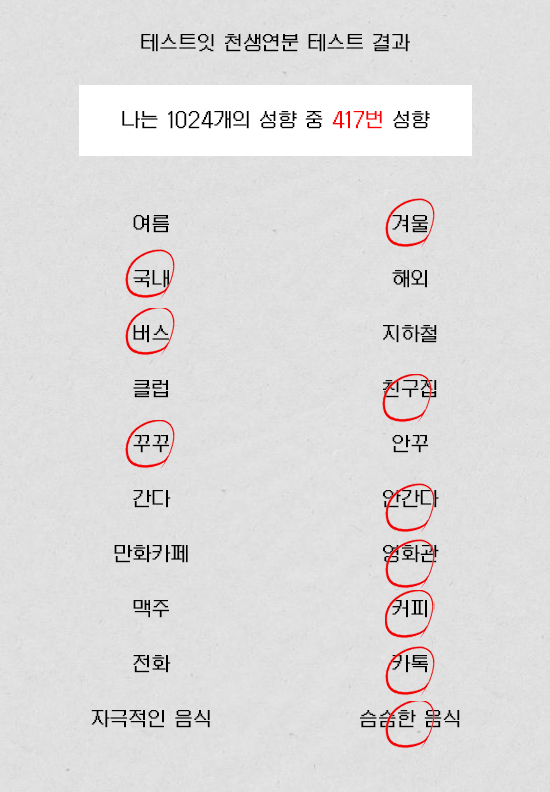 테스트잇 천생연분 테스트 결과
나는 1024개의 성향 중 417번 성향
여름 겨울
국내 해외
버스 지하철
클럽 친구집
꾸꾸 안꾸
간다 안간다
만화카페 영화관
맥주 커피
전화 카톡
자극적인 음식 슴슴한 음식